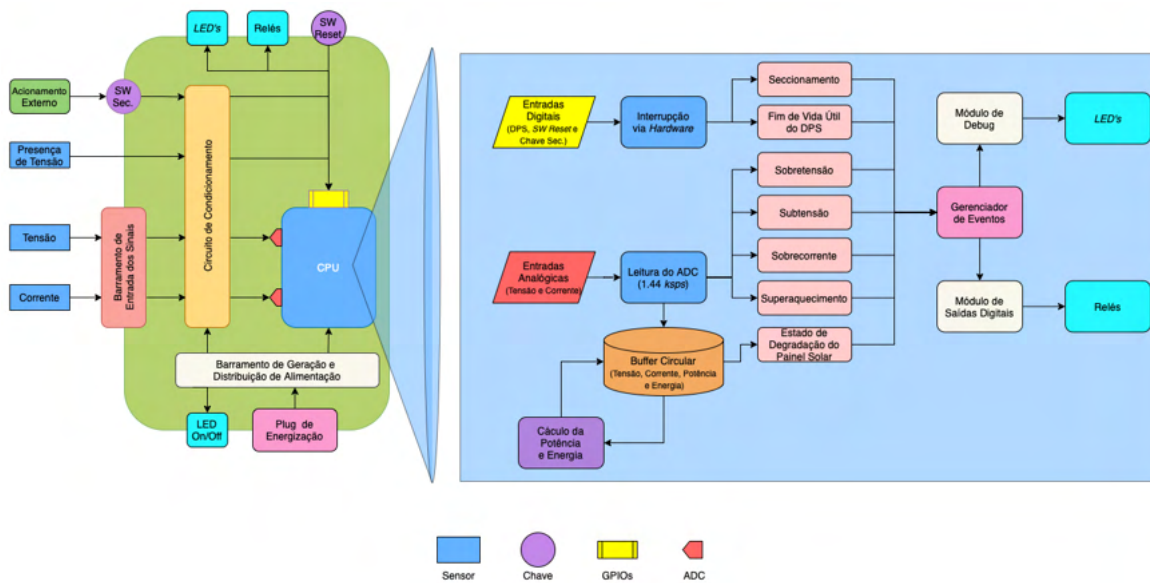 LED's
Relés
SW
Reset
Acionamento
Externo
SW
Sec.
Presença
de Tensão
Tensão
Corrente
Barramento de
Entrada dos Sinais
Circuito de Condicionamento
CPU
Barramento de Geração e
Distribuição de Alimentação
LED
On/Off
Plug de
Energização
Entradas
Digitais
(DPS, SW Reset e
Chave Sec.)
Interrupção
via Hardware
Seccionamento
Fim de Vida Útil
do DPS
Sobretensão
Subtensão
Sobrecorrente
Superaquecimento
Estado de
Degradação do
Painel Solar
Entradas
Analógicas
(Tensão e Corrente)
Leitura do ADC
(1.44 ksps)
Buffer Circular
(Tensão, Corrente, Potência
e Energia)
Cáculo da
Potência
e Energia
Módulo de
Debug
LED's
Gerenciador
de Eventos
Módulo de
Saídas Digitais
Relés
Sensor
Chave
GPIOs
ADC